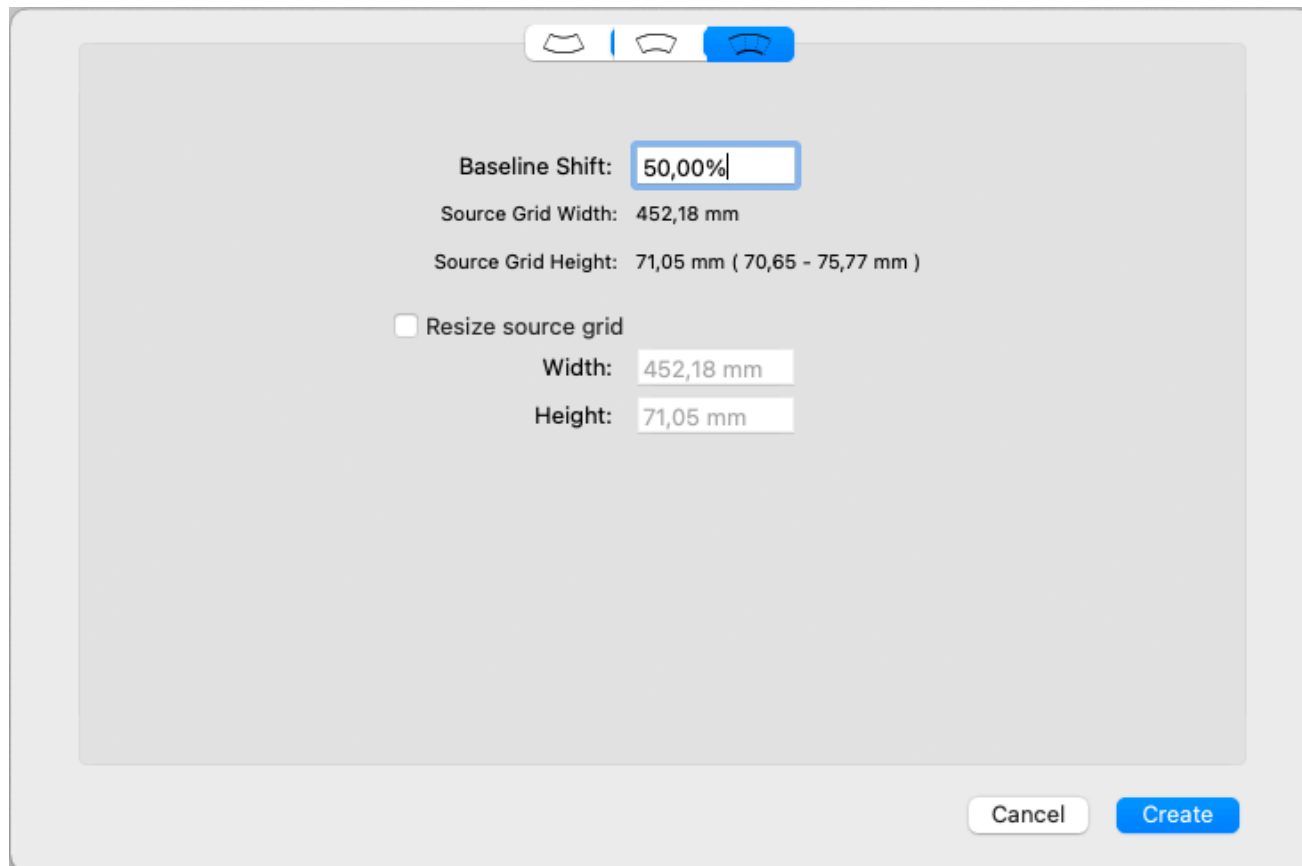 Baseline Shift: 50,00%
Source Grid Width: 452,18 mm
Source Grid Height: 71,05 mm ( 70,65 - 75,77 mm )
Resize source grid
Width: 452,18 mm
Height: 71,05 mm
Cancel Create